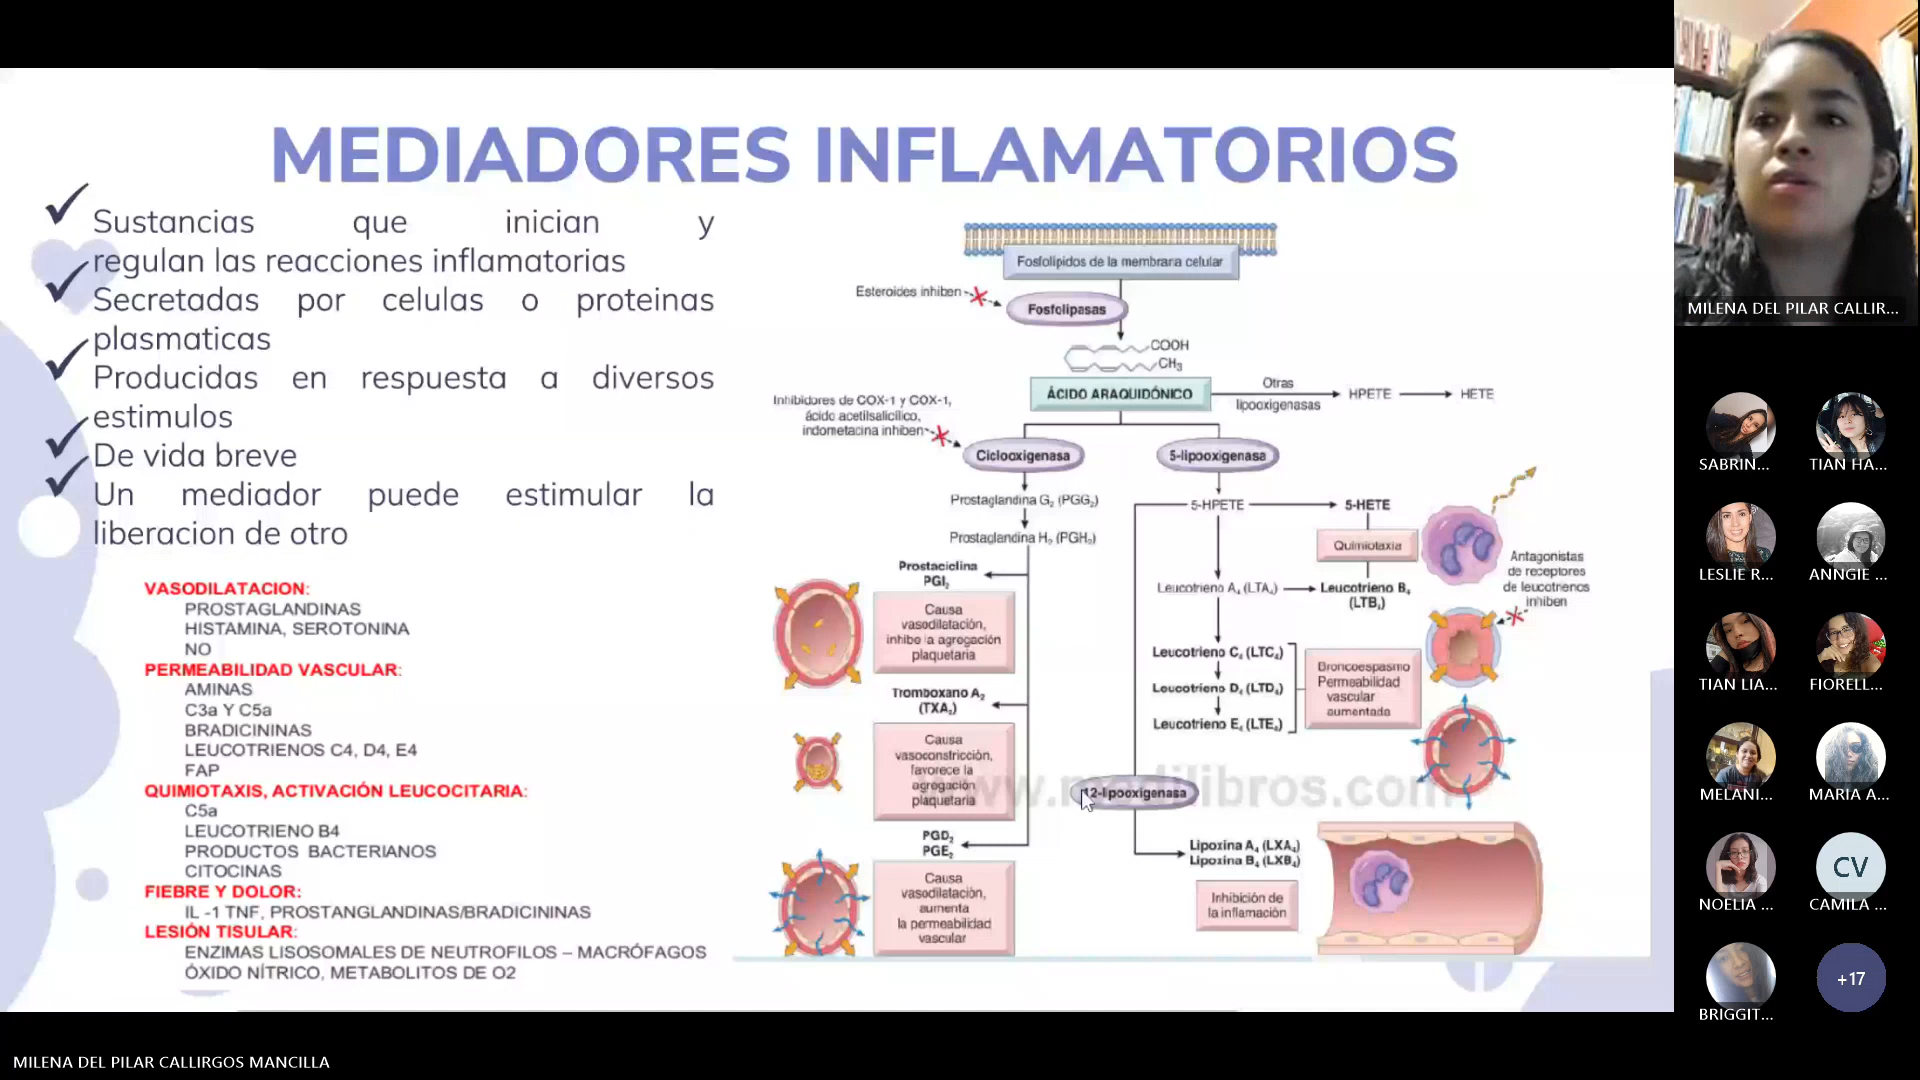 MEDIADORES INFLAMATORIOS
Sustancias que inician y
regulan las reacciones inflamatorias
Secretadas por celulas o proteinas
plasmaticas
Producidas en respuesta a diversos
estimulos
De vida breve
Un mediador puede estimular la
liberacion de otro
VASODILATACION:
PROSTAGLANDINAS
HISTAMINA, SEROTONINA
NO
PERMEABILIDAD VASCULAR:
AMINAS
C3a Y C5a
BRADICININAS
LEUCOTRIENOS C4, D4, E4
FAP
QUIMIOTAXIS, ACTIVACIÓN LEUCOCITARIA:
C5a
LEUCOTRIENO B4
PRODUCTOS BACTERIANOS
CITOCINAS
FIEBRE Y DOLOR:
IL -1 TNF, PROSTANGLANDINAS/BRADICININAS
LESIÓN TISULAR:
ENZIMAS LISOSOMALES DE NEUTROFILOS – MACRÓFAGOS
ÓXIDO NÍTRICO, METABOLITOS DE O2
Fosfolípidos de la membrana celular
Esteroides inhiben
Fosfolipasas
COOH
CH₃
ÁCIDO ARAQUIDÓNICO
Otras
lipooxigenasas
HPETE
HETE
Inhibidores de COX-1 y COX-1,
ácido acetilsalicílico,
indometacina inhiben
Ciclooxigenasa
5-lipooxigenasa
Prostaglandina G₂ (PGG₂)
Prostaglandina H₂ (PGH₂)
Prostaciclina
PGI₂
Causa
vasodilatación,
inhibe la agregación
plaquetaria
Tromboxano A₂
(TXA₂)
Causa
vasoconstricción,
favorece la
agregación
plaquetaria
PGD₂
PGE₂
Causa
vasodilatación,
aumenta
la permeabilidad
vascular
5-HPETE
5-HETE
Quimiotaxia
Leucotrieno A₄ (LTA₄)
Leucotrieno B₄
(LTB₄)
Antagonistas
de receptores
de leucotrienos
inhiben
Leucotrieno C₄ (LTC₄)
Leucotrieno D₄ (LTD₄)
Leucotrieno E₄ (LTE₄)
Broncoespasmo
Permeabilidad
vascular
aumentada
www.medilibros.com
12-lipooxigenasa
Lipoxina A₄ (LXA₄)
Lipoxina B₄ (LXB₄)
Inhibición de
la inflamación
MILENA DEL PILAR CALLIR...
SABRIN...
TIAN HA...
LESLIE R...
ANNGIE ...
TIAN LIA...
FIORELL...
MELANI...
MARIA A...
CV
NOELIA ...
CAMILA ...
+17
BRIGGIT...
MILENA DEL PILAR CALLIRGOS MANCILLA